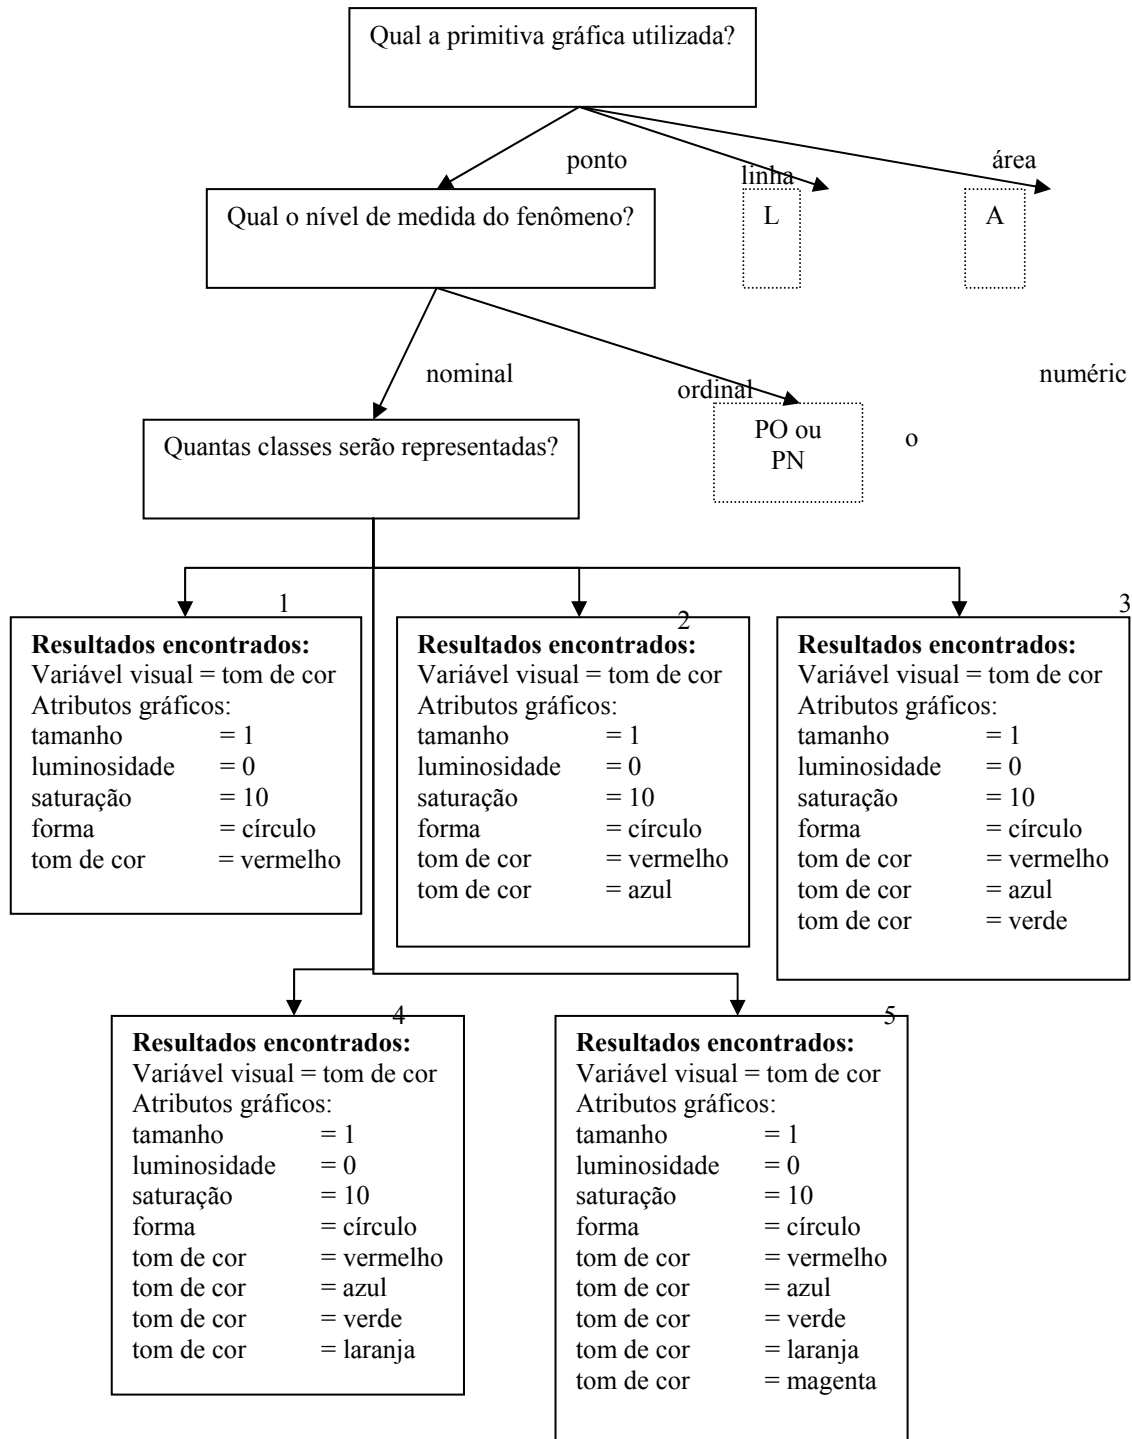 Qual a primitiva gráfica utilizada?
ponto
linha
área
Qual o nível de medida do fenômeno?
L
A
nominal
ordinal
numéric
o
Quantas classes serão representadas?
PO ou
PN
1
Resultados encontrados:
Variável visual = tom de cor
Atributos gráficos:
tamanho = 1
luminosidade = 0
saturação = 10
forma = círculo
tom de cor = vermelho
2
Resultados encontrados:
Variável visual = tom de cor
Atributos gráficos:
tamanho = 1
luminosidade = 0
saturação = 10
forma = círculo
tom de cor = vermelho
tom de cor = azul
3
Resultados encontrados:
Variável visual = tom de cor
Atributos gráficos:
tamanho = 1
luminosidade = 0
saturação = 10
forma = círculo
tom de cor = vermelho
tom de cor = azul
tom de cor = verde
4
Resultados encontrados:
Variável visual = tom de cor
Atributos gráficos:
tamanho = 1
luminosidade = 0
saturação = 10
forma = círculo
tom de cor = vermelho
tom de cor = azul
tom de cor = verde
tom de cor = laranja
5
Resultados encontrados:
Variável visual = tom de cor
Atributos gráficos:
tamanho = 1
luminosidade = 0
saturação = 10
forma = círculo
tom de cor = vermelho
tom de cor = azul
tom de cor = verde
tom de cor = laranja
tom de cor = magenta